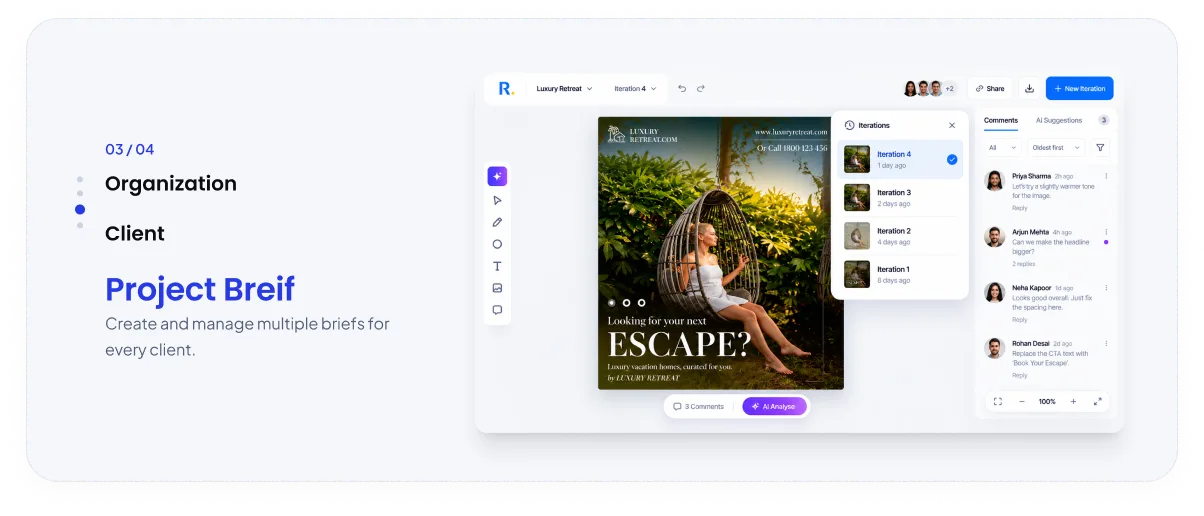 03 / 04
Organization
Client
Project Breif
Create and manage multiple briefs for
every client.
R.
Luxury Retreat
Iteration 4
+2
Share
New Iteration
LUXURY
RETREAT.COM
www.luxuryretreat.com
Or Call 1800 123 456
Looking for your next
ESCAPE?
Luxury vacation homes, curated for you.
by LUXURY RETREAT
3 Comments
AI Analyse
Iterations
Iteration 4
1 day ago
Iteration 3
2 days ago
Iteration 2
4 days ago
Iteration 1
8 days ago
Comments
AI Suggestions
3
All
Oldest first
Priya Sharma 2h ago
Let's try a slightly warmer tone
for the image.
Reply
Arjun Mehta 4h ago
Can we make the headline
bigger?
2 replies
Neha Kapoor 1d ago
Looks good overall. Just fix
the spacing here.
Reply
Rohan Desai 2d ago
Replace the CTA text with
'Book Your Escape'.
Reply
100%